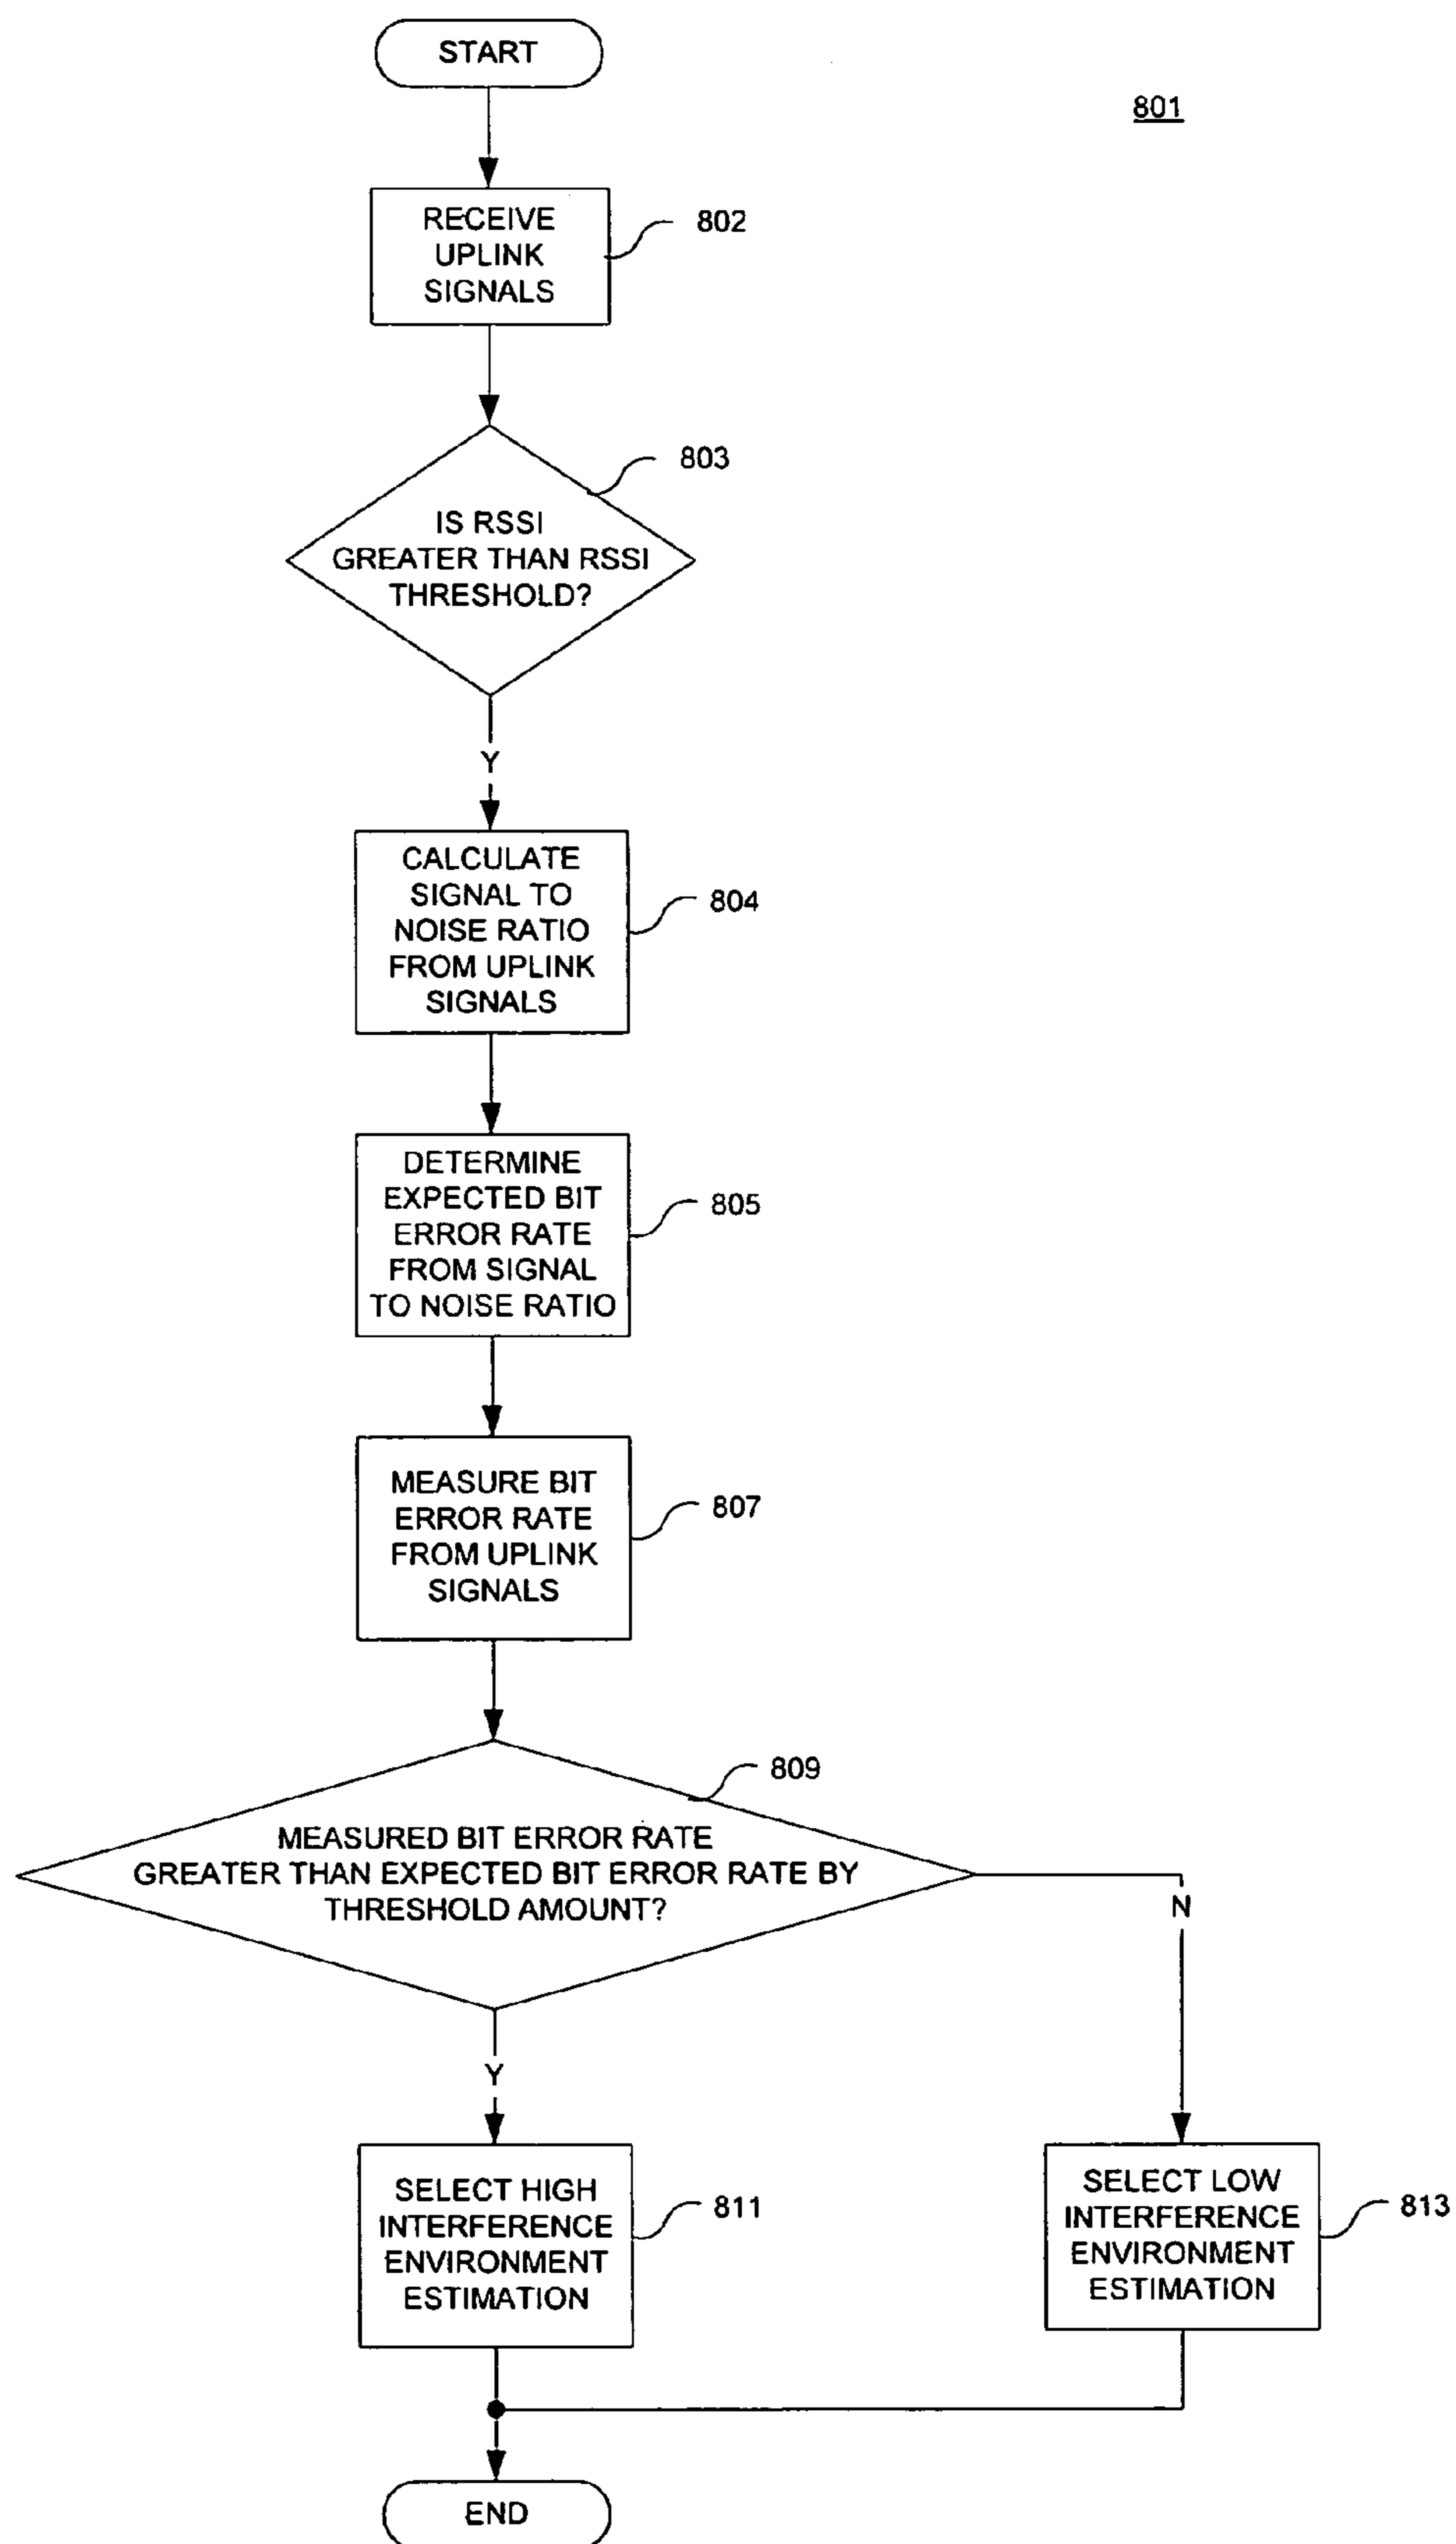 START
801
RECEIVE
UPLINK
SIGNALS
802
803
IS RSSI
GREATER THAN RSSI
THRESHOLD?
Y
CALCULATE
SIGNAL TO
NOISE RATIO
FROM UPLINK
SIGNALS
804
DETERMINE
EXPECTED BIT
ERROR RATE
FROM SIGNAL
TO NOISE RATIO
805
MEASURE BIT
ERROR RATE
FROM UPLINK
SIGNALS
807
809
MEASURED BIT ERROR RATE
GREATER THAN EXPECTED BIT ERROR RATE BY
THRESHOLD AMOUNT?
N
Y
SELECT HIGH
INTERFERENCE
ENVIRONMENT
ESTIMATION
811
SELECT LOW
INTERFERENCE
ENVIRONMENT
ESTIMATION
813
END